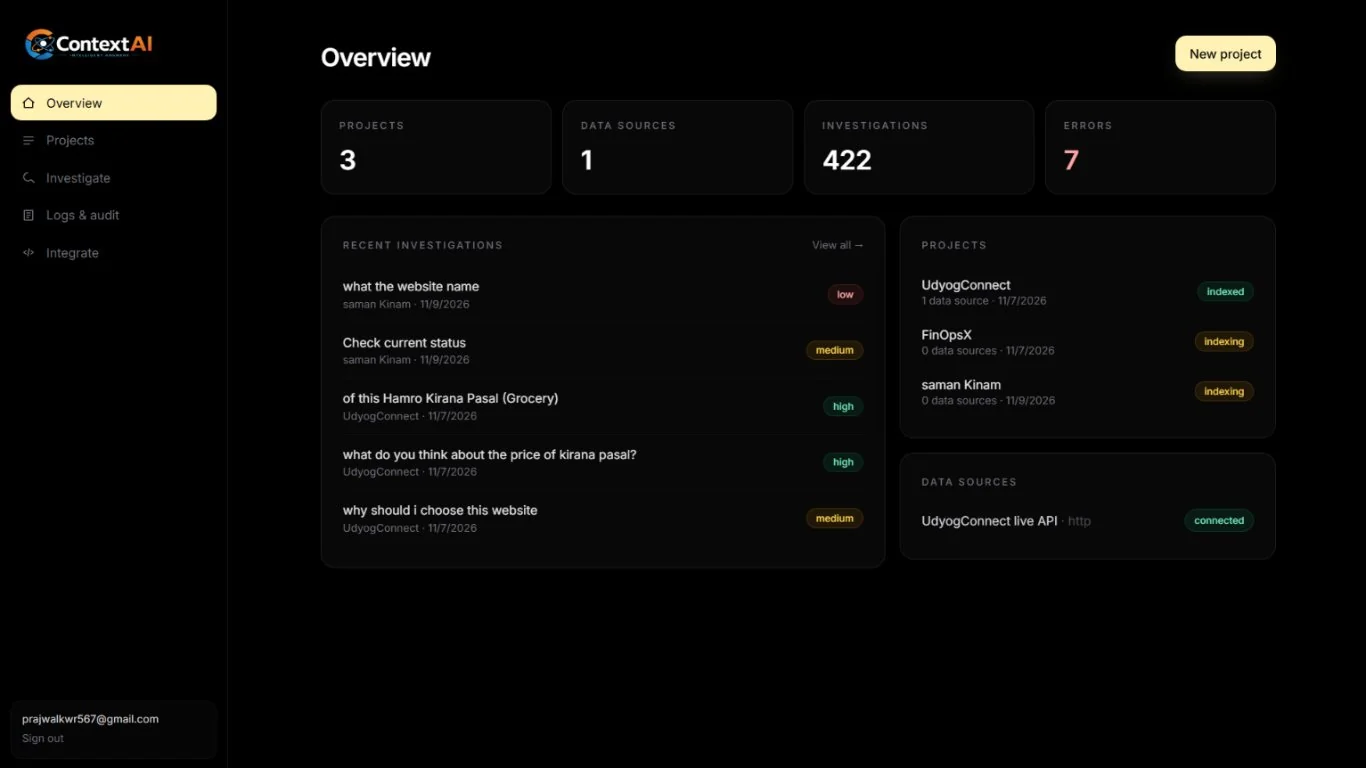 ContextAI
Overview
Projects
Investigate
Logs & audit
Integrate
prajwalkwr567@gmail.com
Sign out
Overview
New project
PROJECTS
3
DATA SOURCES
1
INVESTIGATIONS
422
ERRORS
7
RECENT INVESTIGATIONS
View all →
what the website name
low
saman Kinam · 11/9/2026
Check current status
medium
saman Kinam · 11/9/2026
of this Hamro Kirana Pasal (Grocery)
high
UdyogConnect · 11/7/2026
what do you think about the price of kirana pasal?
high
UdyogConnect · 11/7/2026
why should i choose this website
medium
UdyogConnect · 11/7/2026
PROJECTS
UdyogConnect
indexed
1 data source · 11/7/2026
FinOpsX
indexing
0 data sources · 11/7/2026
saman Kinam
indexing
0 data sources · 11/9/2026
DATA SOURCES
UdyogConnect live API · http
connected